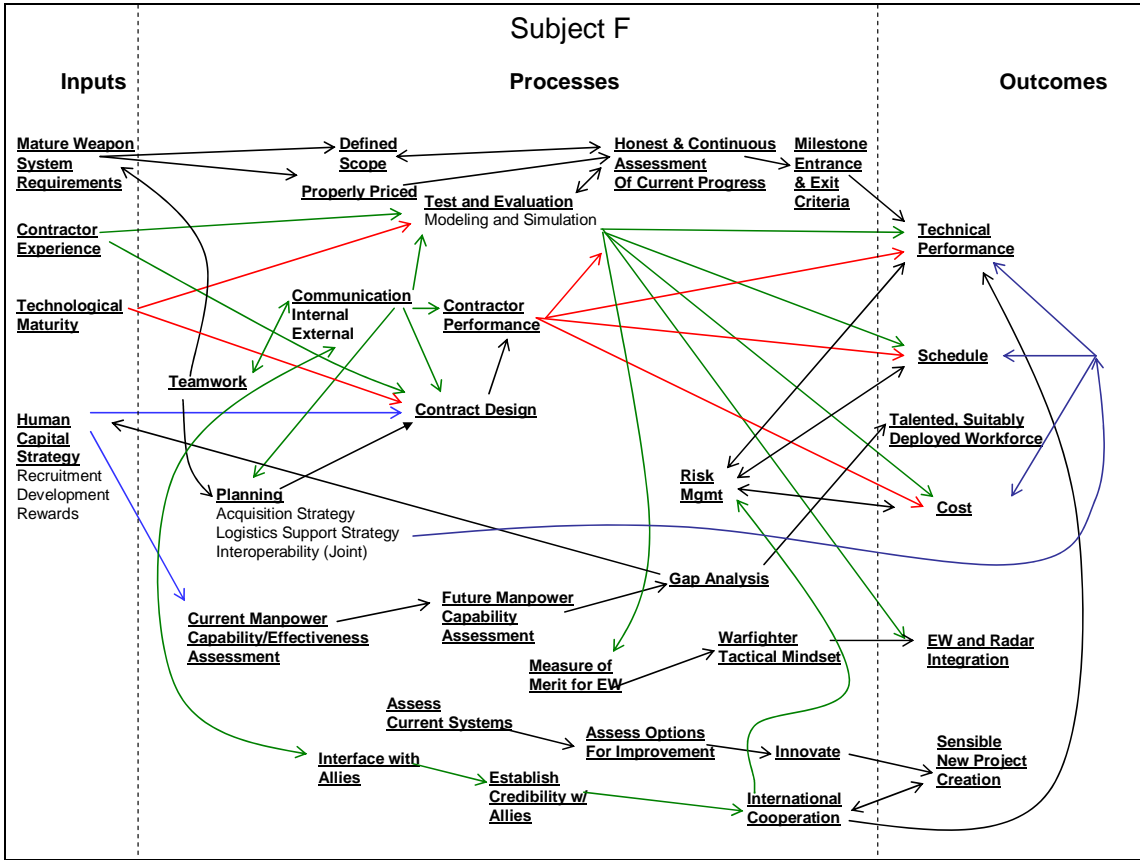 Subject F
Inputs
Processes
Outcomes
Mature Weapon
System
Requirements
Defined
Scope
Honest & Continuous
Assessment
Of Current Progress
Milestone
Entrance
& Exit
Criteria
Properly Priced
Test and Evaluation
Modeling and Simulation
Contractor
Experience
Technical
Performance
Technological
Maturity
Communication
Internal
External
Contractor
Performance
Schedule
Teamwork
Contract Design
Human
Capital
Strategy
Recruitment
Development
Rewards
Talented, Suitably
Deployed Workforce
Planning
Acquisition Strategy
Logistics Support Strategy
Interoperability (Joint)
Risk
Mgmt
Cost
Gap Analysis
Current Manpower
Capability/Effectiveness
Assessment
Future Manpower
Capability
Assessment
Measure of
Merit for EW
Warfighter
Tactical Mindset
EW and Radar
Integration
Assess
Current Systems
Assess Options
For Improvement
Innovate
Sensible
New Project
Creation
Interface with
Allies
Establish
Credibility w/
Allies
International
Cooperation